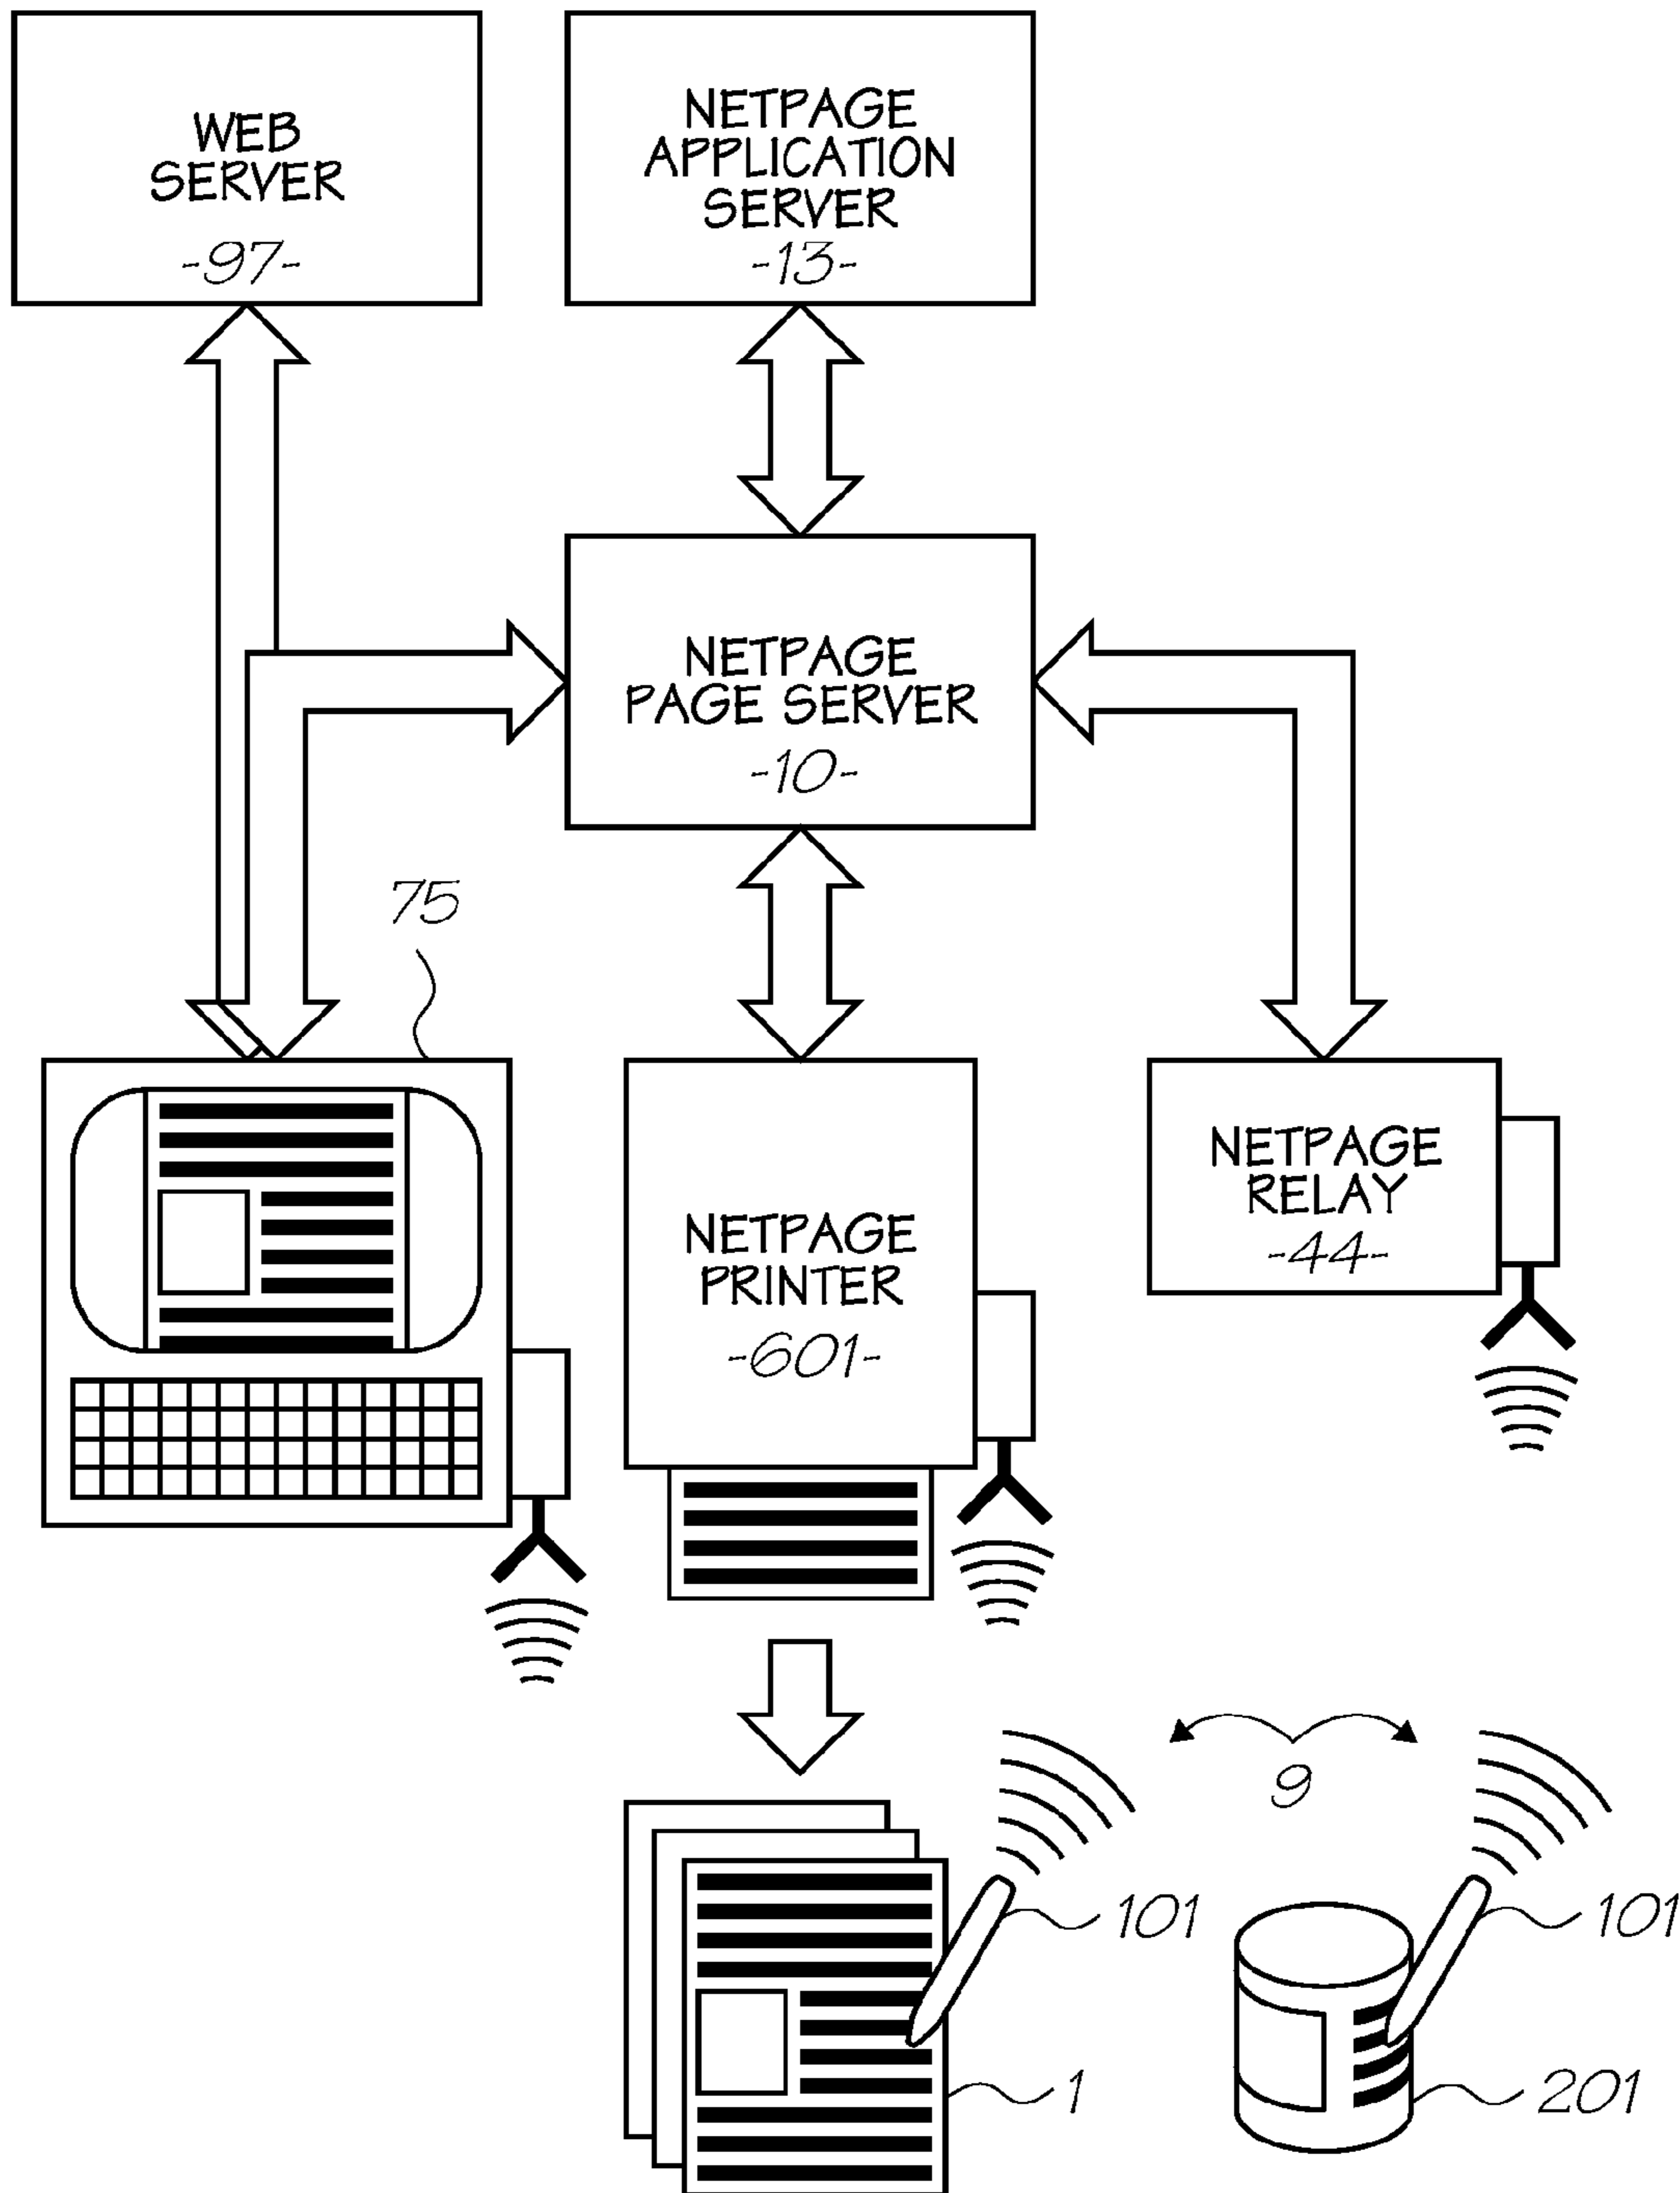 WEB
SERVER
-97-
NETPAGE
APPLICATION
SERVER
-13-
NETPAGE
PAGE SERVER
-10-
75
NETPAGE
PRINTER
-601-
NETPAGE
RELAY
-44-
9
101
101
1
201